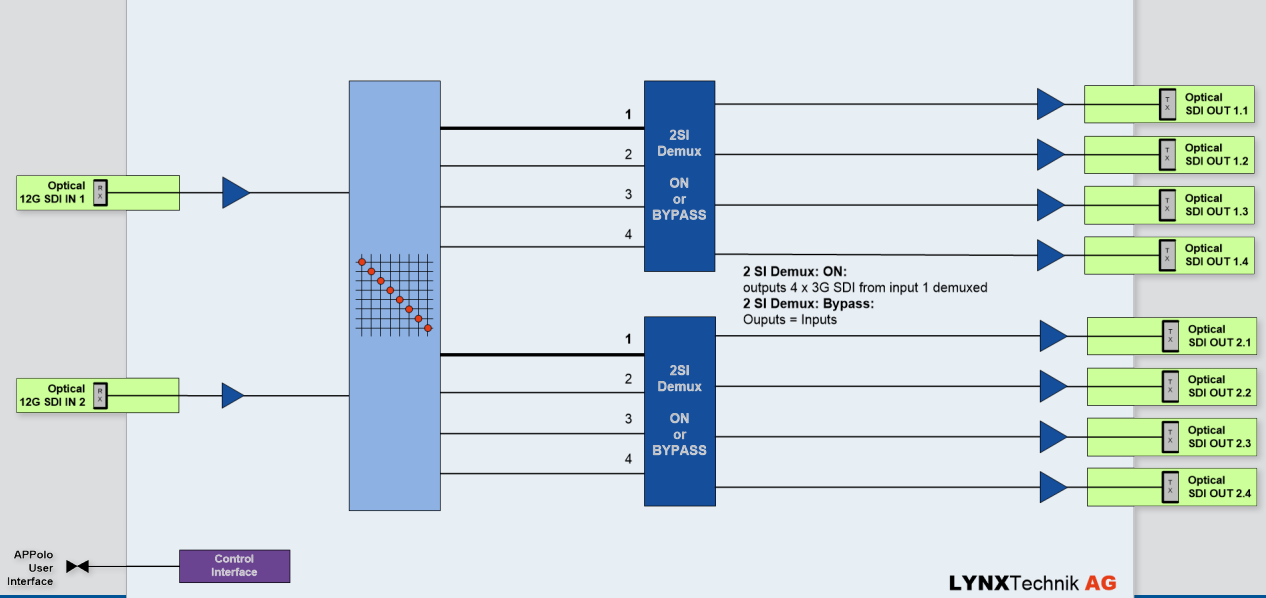 Optical
12G SDI IN 1
R
X
Optical
12G SDI IN 2
R
X
1
2
3
4
2SI
Demux
ON
or
BYPASS
1
2
3
4
2SI
Demux
ON
or
BYPASS
2 SI Demux: ON:
outputs 4 x 3G SDI from input 1 demuxed
2 SI Demux: Bypass:
Ouputs = Inputs
T
X
Optical
SDI OUT 1.1
T
X
Optical
SDI OUT 1.2
T
X
Optical
SDI OUT 1.3
T
X
Optical
SDI OUT 1.4
T
X
Optical
SDI OUT 2.1
T
X
Optical
SDI OUT 2.2
T
X
Optical
SDI OUT 2.3
T
X
Optical
SDI OUT 2.4
APPolo
User
Interface
Control
Interface
LYNXTechnik AG